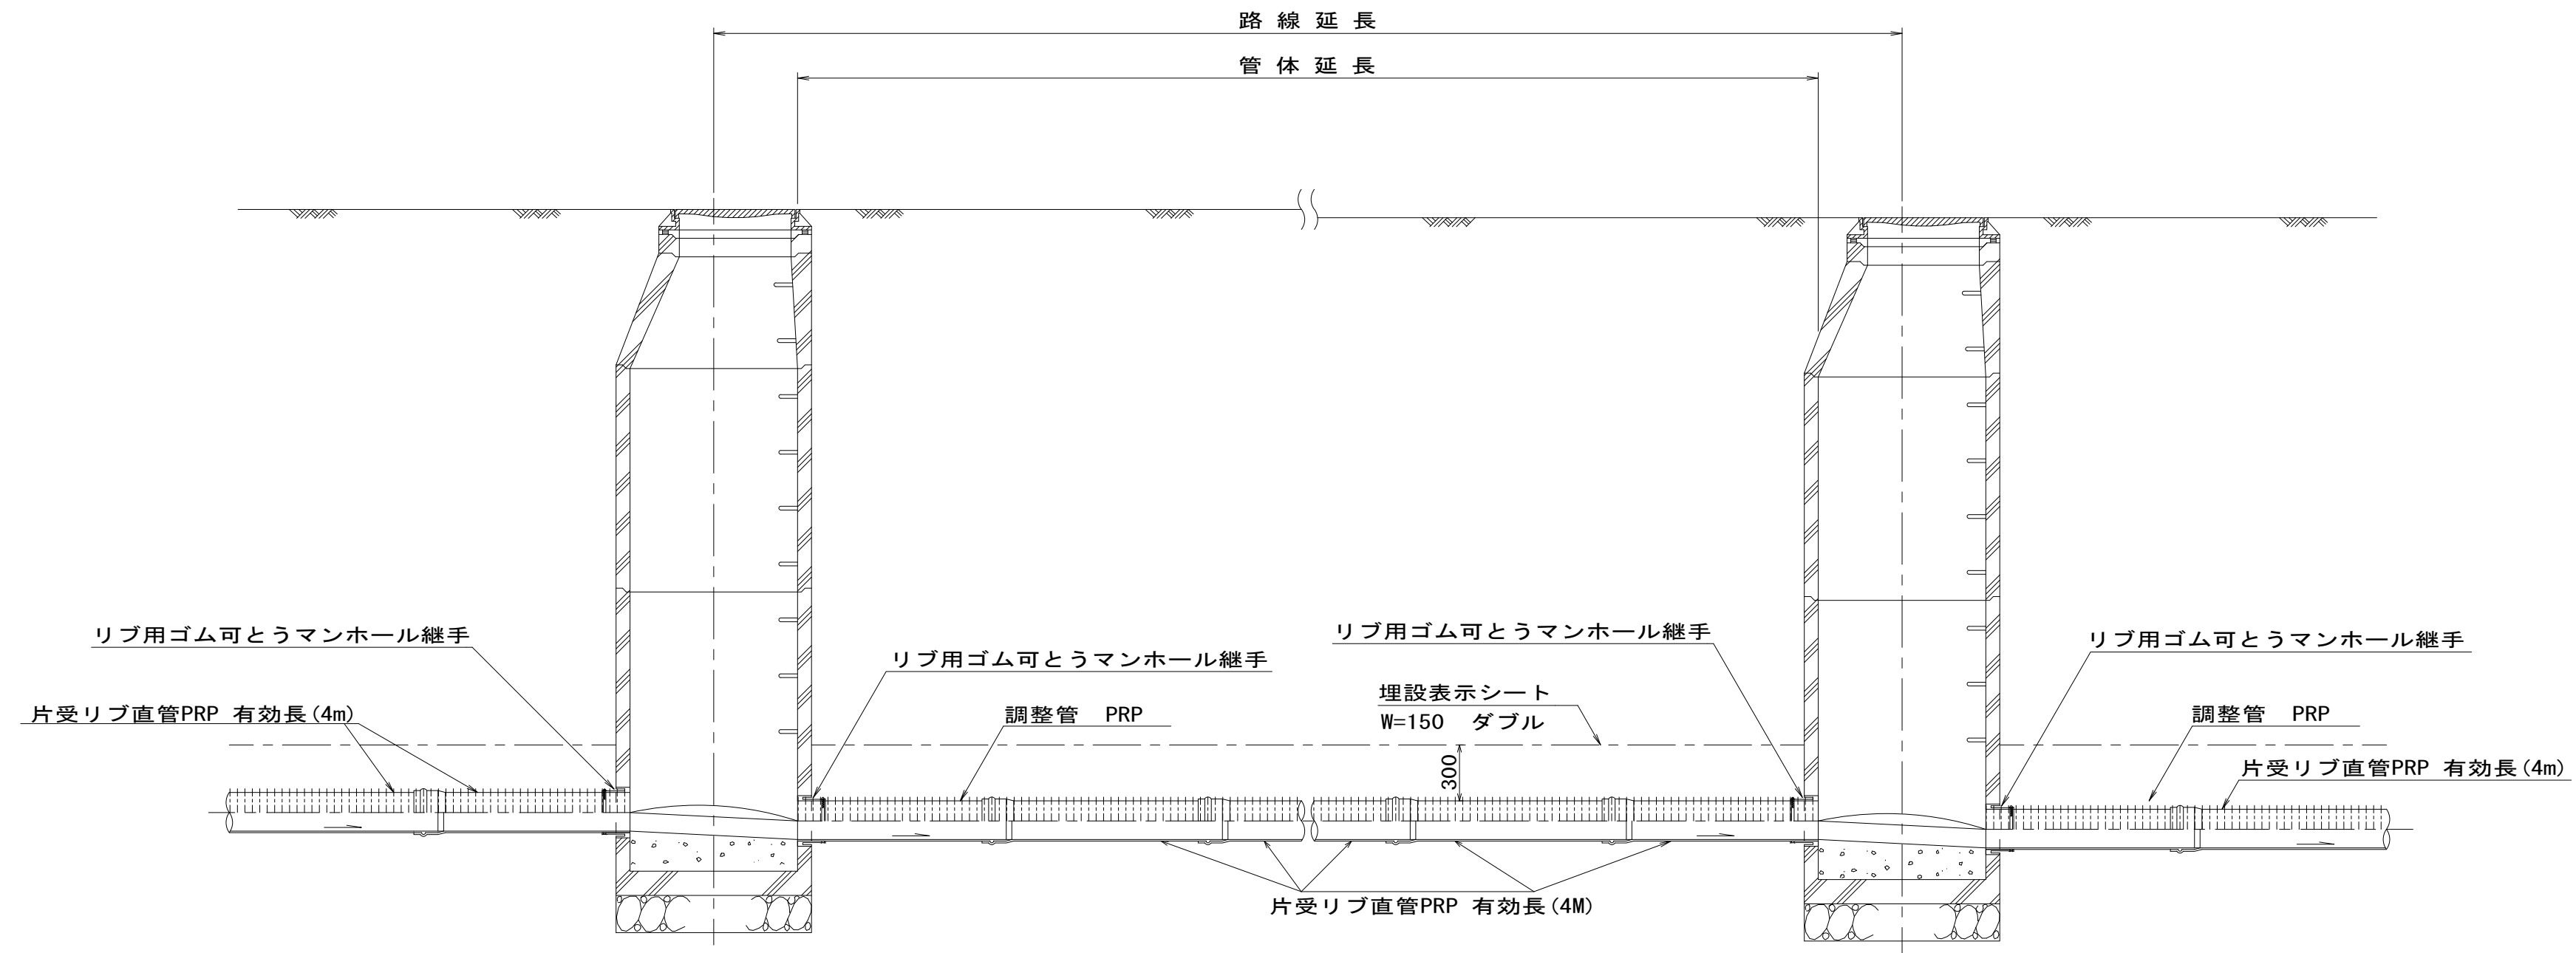 路 線 延 長
管 体 延 長
リブ用ゴム可とうマンホール継手
リブ用ゴム可とうマンホール継手
リブ用ゴム可とうマンホール継手
リブ用ゴム可とうマンホール継手
片受リブ直管PRP 有効長(4m)
調整管 PRP
埋設表示シート
W=150 ダブル
調整管 PRP
300
片受リブ直管PRP 有効長(4m)
片受リブ直管PRP 有効長(4M)